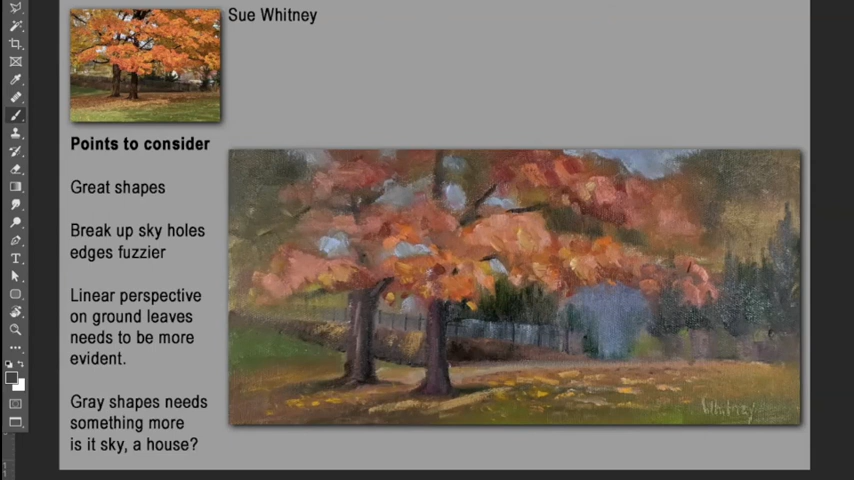 Sue Whitney
Points to consider
Great shapes
Break up sky holes
edges fuzzier
Linear perspective
on ground leaves
needs to be more
evident.
Gray shapes needs
something more
is it sky, a house?
Whitney